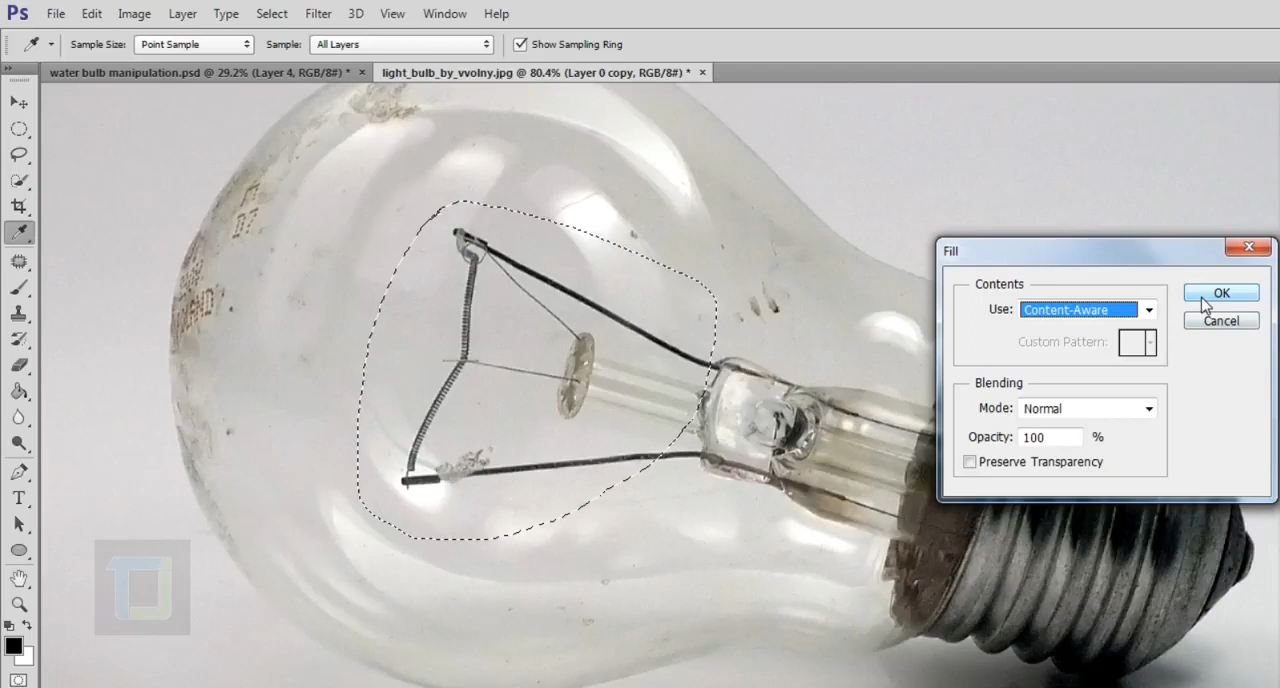 Ps File Edit Image Layer Type Select Filter 3D View Window Help
Sample Size: Point Sample Sample: All Layers Show Sampling Ring
water bulb manipulation.psd @ 29.2% (Layer 4, RGB/8#) * × light_bulb_by_vvolny.jpg @ 80.4% (Layer 0 copy, RGB/8#) * ×
Fill
Contents
Use: Content-Aware
Custom Pattern:
OK
Cancel
Blending
Mode: Normal
Opacity: 100 %
Preserve Transparency
T